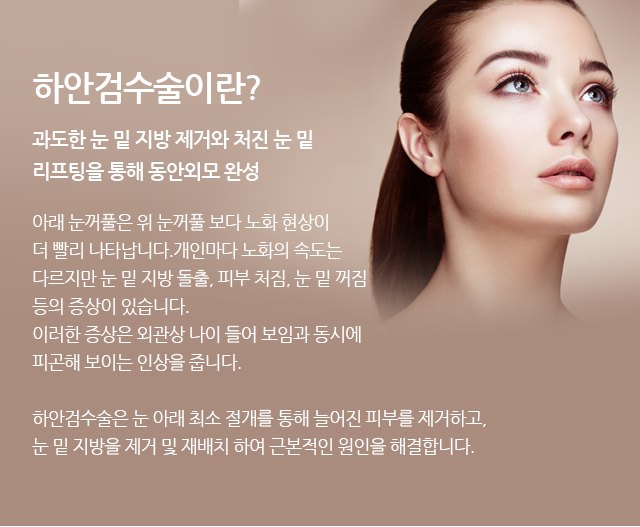 하안검수술이란?
과도한 눈 밑 지방 제거와 처진 눈 밑
리프팅을 통해 동안외모 완성
아래 눈꺼풀은 위 눈꺼풀 보다 노화 현상이
더 빨리 나타납니다.개인마다 노화의 속도는
다르지만 눈 밑 지방 돌출, 피부 처짐, 눈 밑 꺼짐
등의 증상이 있습니다.
이러한 증상은 외관상 나이 들어 보임과 동시에
피곤해 보이는 인상을 줍니다.
하안검수술은 눈 아래 최소 절개를 통해 늘어진 피부를 제거하고,
눈 밑 지방을 제거 및 재배치 하여 근본적인 원인을 해결합니다.